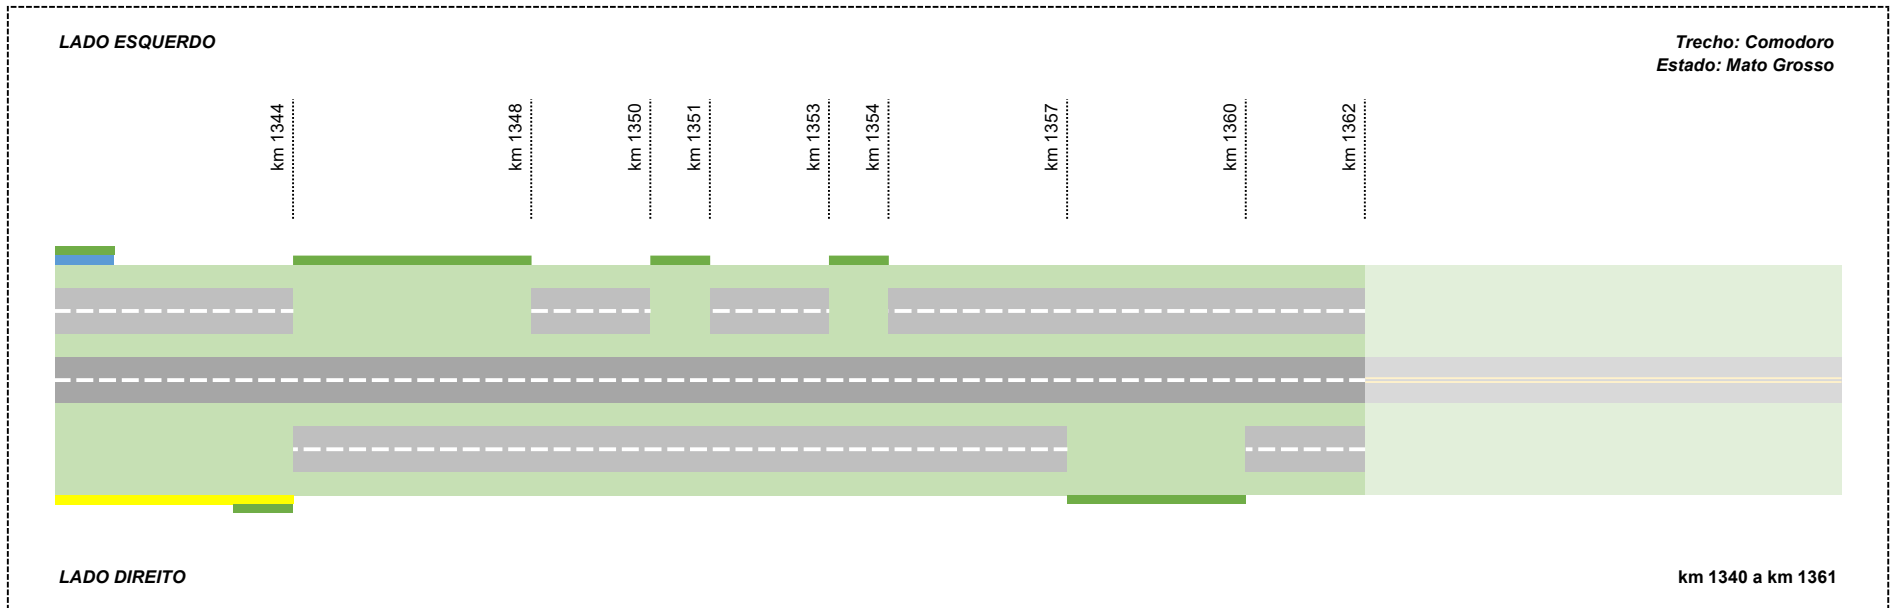 LADO ESQUERDO
Trecho: Comodoro
Estado: Mato Grosso
km 1344
km 1348
km 1350
km 1351
km 1353
km 1354
km 1357
km 1360
km 1362
LADO DIREITO
km 1340 a km 1361